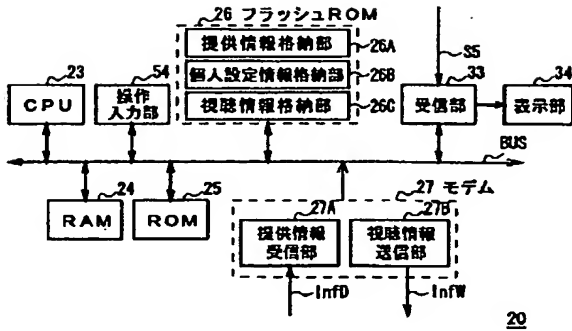 26 フラッシュROM
提供情報格納部 26A
個人設定情報格納部 26B
視聴情報格納部 26C
S5
23
CPU
54
操作
入力部
33
受信部
34
表示部
BUS
24
RAM
25
ROM
27 モデム
27A
提供情報
受信部
27B
視聴情報
送信部
InfD
InfW
20